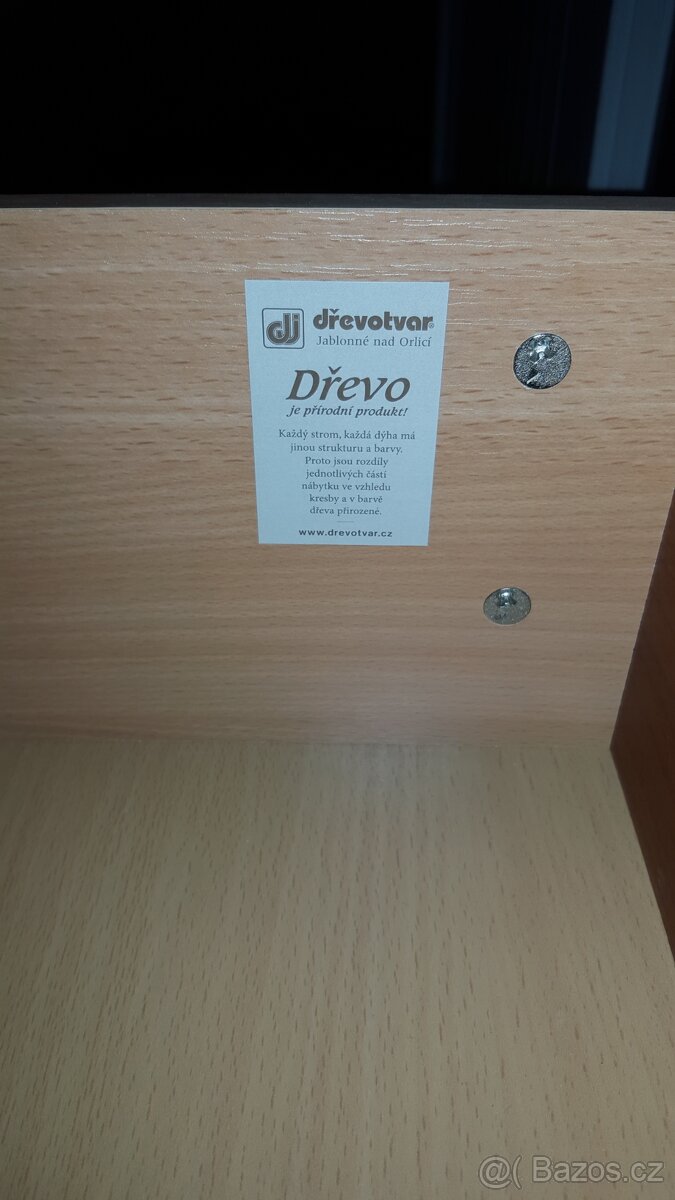 dj dřevotvar®
Jablonné nad Orlicí
Dřevo
je přírodní produkt!
Každý strom, každá dýha má
jinou strukturu a barvy.
Proto jsou rozdíly
jednotlivých částí
nábytku ve vzhledu
kresby a v barvě
dřeva přirozené.
www.drevotvar.cz
@( Bazos.cz